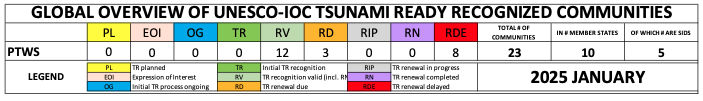 GLOBAL OVERVIEW OF UNESCO-IOC TSUNAMI READY RECOGNIZED COMMUNITIES
PL EOI OG TR RV RD RIP RN RDE TOTAL # OF COMMUNITIES IN # MEMBER STATES OF WHICH # ARE SIDS
PTWS 0 0 0 0 12 3 0 0 8 23 10 5
LEGEND
PL TR planned TR Initial TR recognition RIP TR renewal in progress
EOI Expression of Interest RV TR recognition valid (incl. RN RN TR renewal completed
OG Initial TR process ongoing RD TR renewal due RDE TR renewal delayed
2025 JANUARY